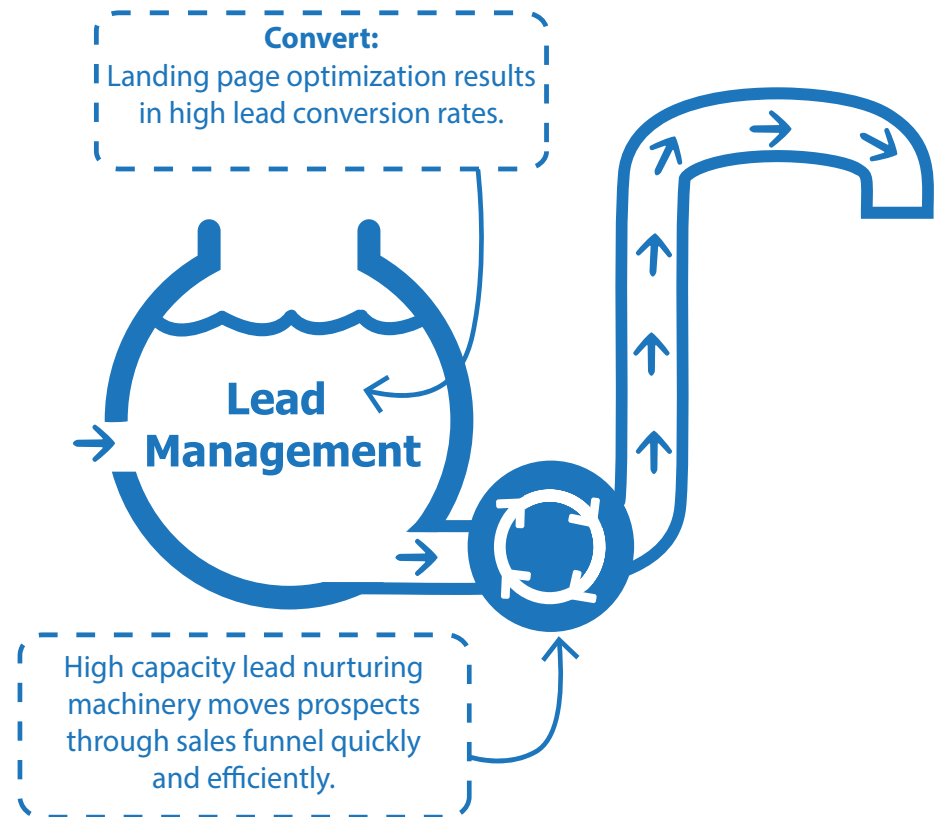 Convert:
Landing page optimization results
in high lead conversion rates.
Lead
Management
High capacity lead nurturing
machinery moves prospects
through sales funnel quickly
and efficiently.